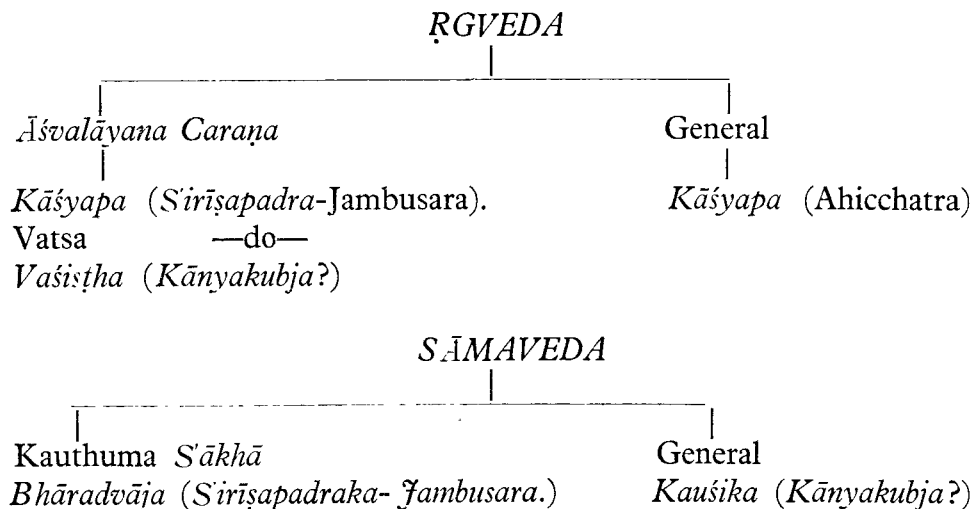 ṚGVEDA
Āśvalāyana Caraṇa General
Kāśyapa (S'irīṣapadra-Jambusara). Kāśyapa (Ahicchatra)
Vatsa —do—
Vaśiṣṭha (Kānyakubja?)
SĀMAVEDA
Kauthuma S'ākhā General
Bhāradvāja (S'irīṣapadraka- Jambusara.) Kauśika (Kānyakubja?)